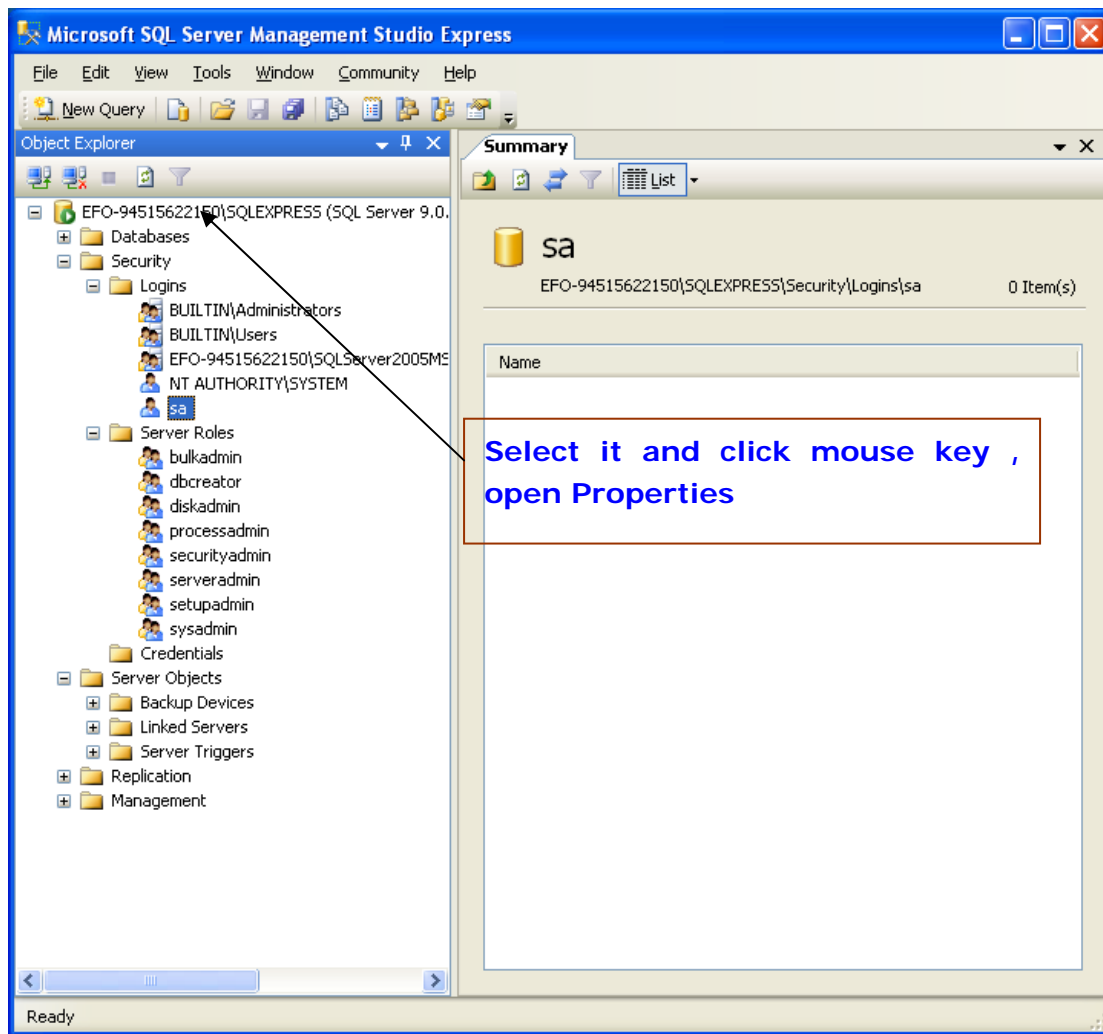 Microsoft SQL Server Management Studio Express
File Edit View Tools Window Community Help
New Query
Object Explorer
EFO-94515622150\SQLEXPRESS (SQL Server 9.0.
Databases
Security
Logins
BUILTIN\Administrators
BUILTIN\Users
EFO-94515622150\SQLServer2005MS
NT AUTHORITY\SYSTEM
sa
Server Roles
bulkadmin
dbcreator
diskadmin
processadmin
securityadmin
serveradmin
setupadmin
sysadmin
Credentials
Server Objects
Backup Devices
Linked Servers
Server Triggers
Replication
Management
Summary
List
sa
EFO-94515622150\SQLEXPRESS\Security\Logins\sa 0 Item(s)
Name
Select it and click mouse key ,
open Properties
Ready